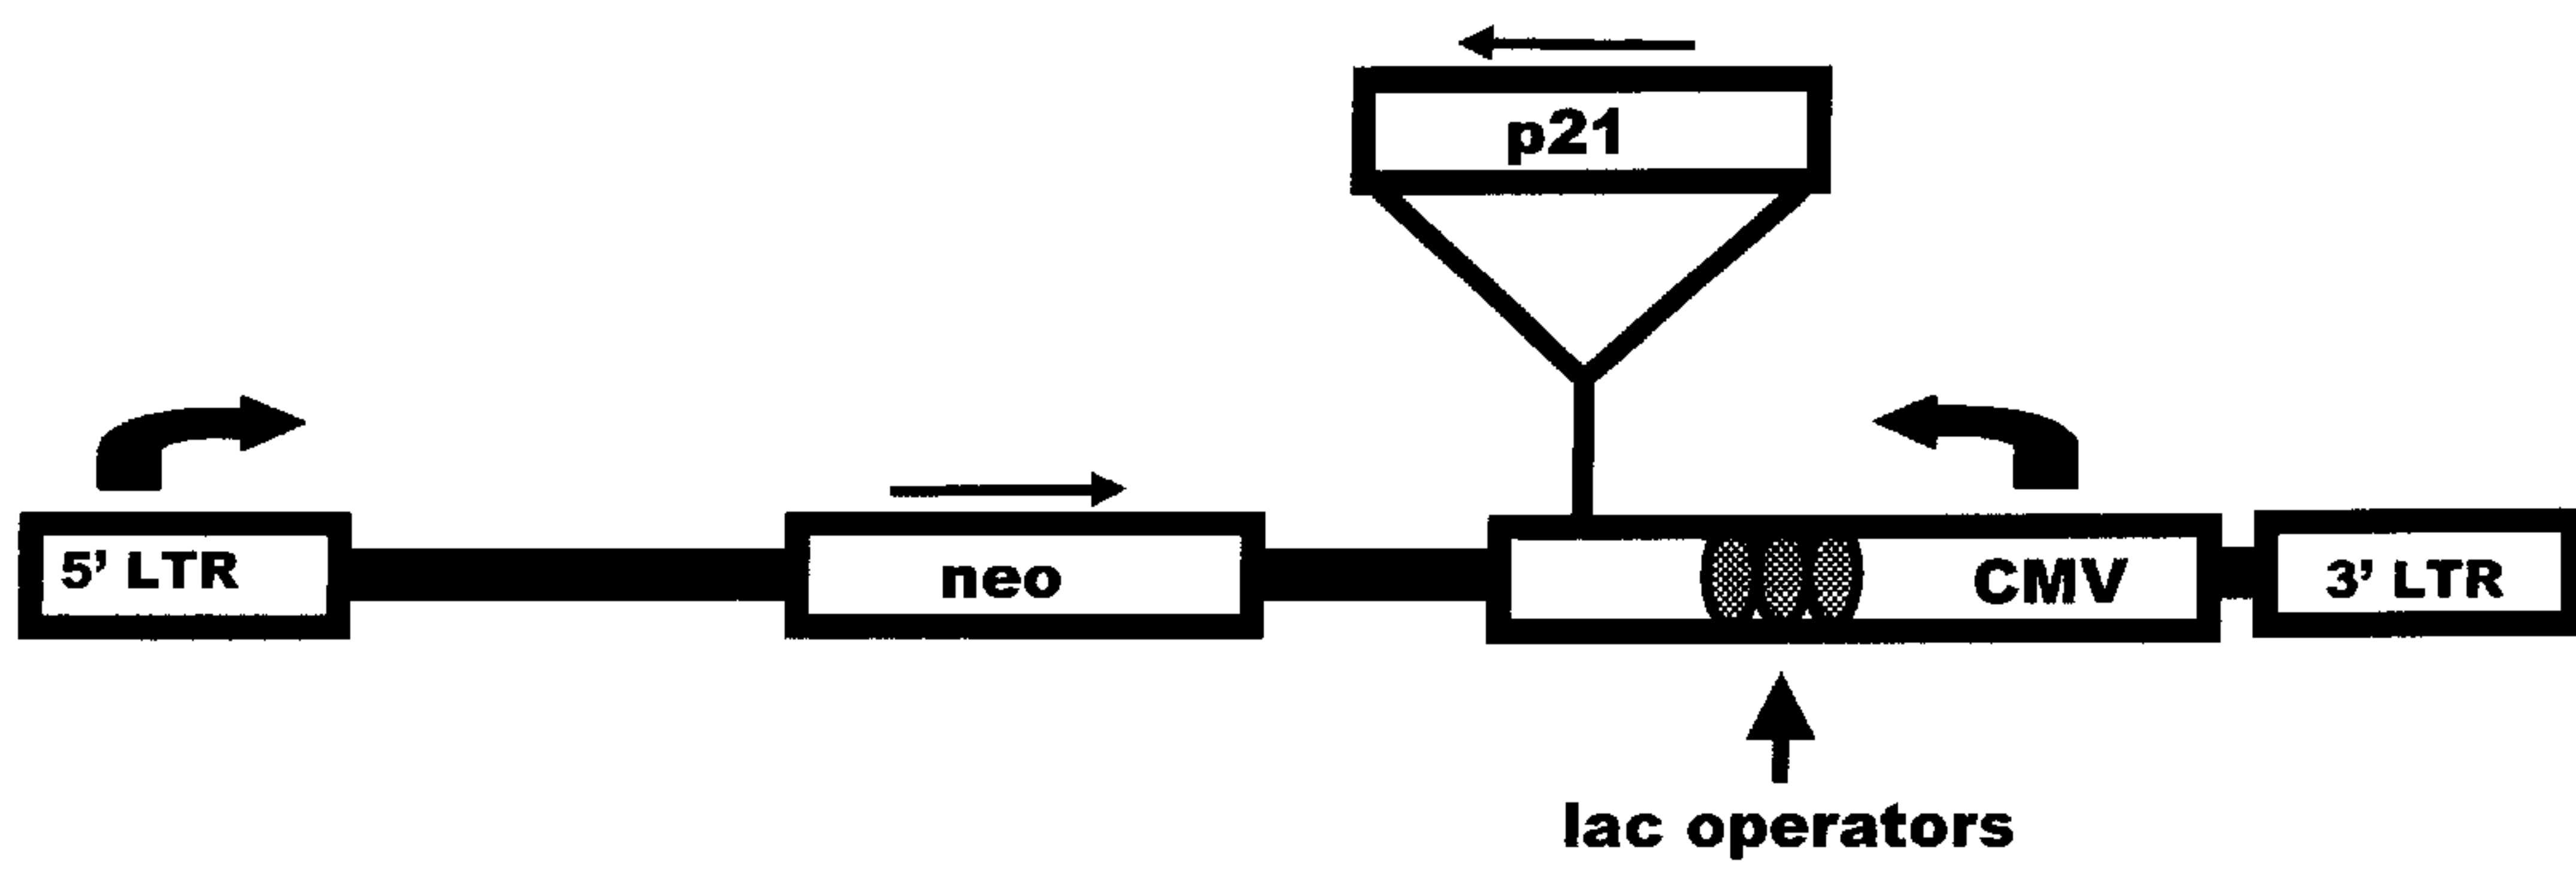 p21
5' LTR
neo
CMV
3' LTR
lac operators